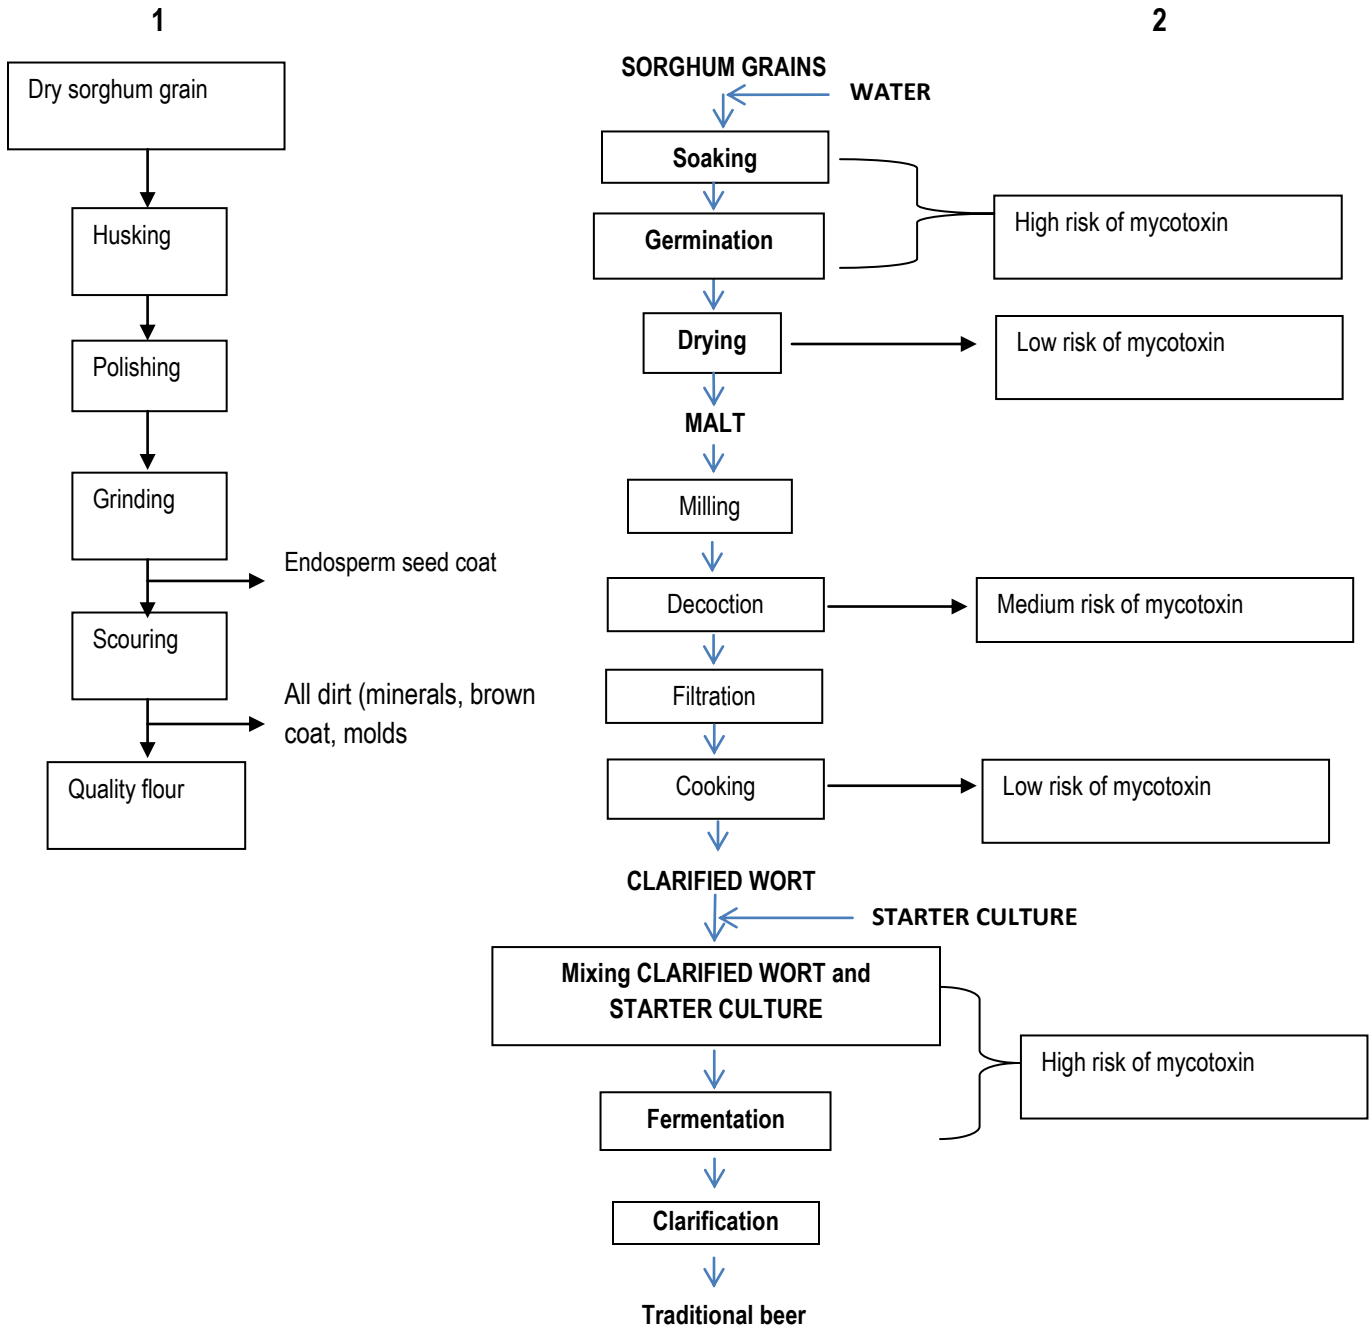 1
2
Dry sorghum grain
Husking
Polishing
Grinding
Endosperm seed coat
Scouring
All dirt (minerals, brown
coat, molds
Quality flour
SORGHUM GRAINS
WATER
Soaking
Germination
High risk of mycotoxin
Drying
Low risk of mycotoxin
MALT
Milling
Decoction
Medium risk of mycotoxin
Filtration
Cooking
Low risk of mycotoxin
CLARIFIED WORT
STARTER CULTURE
Mixing CLARIFIED WORT and
STARTER CULTURE
High risk of mycotoxin
Fermentation
Clarification
Traditional beer